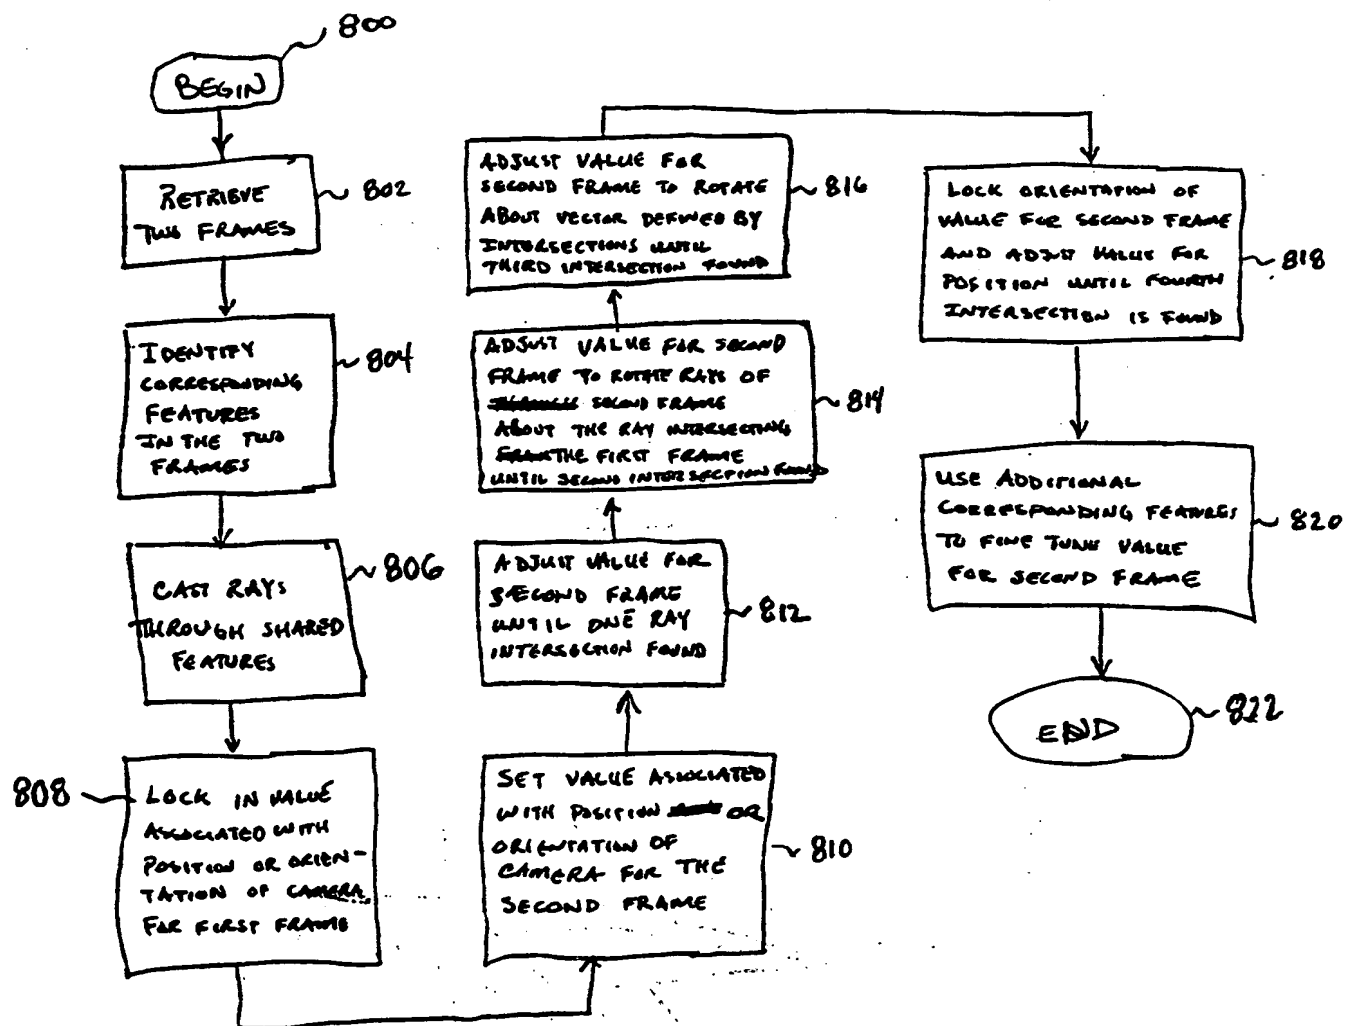 800
BEGIN
RETRIEVE
TWO FRAMES
802
IDENTIFY
CORRESPONDING
FEATURES
IN THE TWO
FRAMES
804
CAST RAYS
THROUGH SHARED
FEATURES
806
808
LOCK IN VALUE
ASSOCIATED WITH
POSITION OR ORIEN-
TATION OF CAMERA
FOR FIRST FRAME
SET VALUE ASSOCIATED
WITH POSITION OR
ORIENTATION OF
CAMERA FOR THE
SECOND FRAME
810
ADJUST VALUE FOR
SECOND FRAME
UNTIL ONE RAY
INTERSECTION FOUND
812
ADJUST VALUE FOR SECOND
FRAME TO ROTATE RAYS OF
SECOND FRAME
ABOUT THE RAY INTERSECTING
FROM THE FIRST FRAME
UNTIL SECOND INTERSECTION FOUND
814
ADJUST VALUE FOR
SECOND FRAME TO ROTATE
ABOUT VECTOR DEFINED BY
INTERSECTIONS UNTIL
THIRD INTERSECTION FOUND
816
LOCK ORIENTATION OF
VALUE FOR SECOND FRAME
AND ADJUST VALUE FOR
POSITION UNTIL FOURTH
INTERSECTION IS FOUND
818
USE ADDITIONAL
CORRESPONDING FEATURES
TO FINE TUNE VALUE
FOR SECOND FRAME
820
END
822